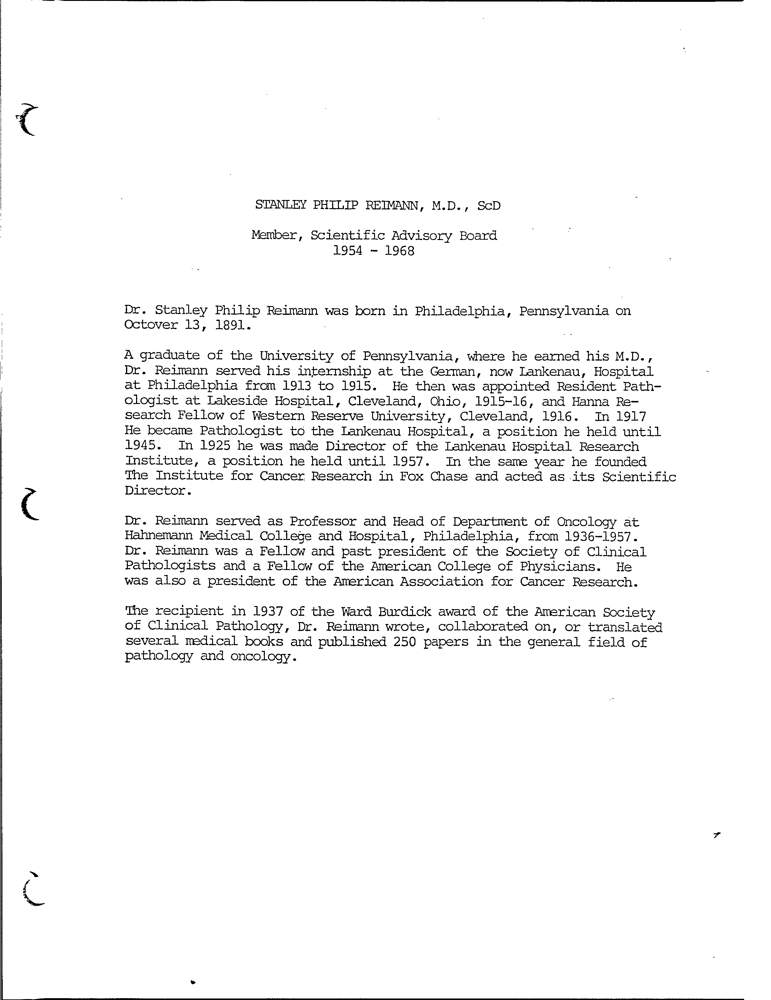 STANLEY PHILIP REIMANN, M.D., ScD
Member, Scientific Advisory Board
1954 - 1968
Dr. Stanley Philip Reimann was born in Philadelphia, Pennsylvania on
Octover 13, 1891.
A graduate of the University of Pennsylvania, where he earned his M.D.,
Dr. Reimann served his internship at the German, now Lankenau, Hospital
at Philadelphia from 1913 to 1915. He then was appointed Resident Path-
ologist at Lakeside Hospital, Cleveland, Ohio, 1915-16, and Hanna Re-
search Fellow of Western Reserve University, Cleveland, 1916. In 1917
He became Pathologist to the Lankenau Hospital, a position he held until
1945. In 1925 he was made Director of the Lankenau Hospital Research
Institute, a position he held until 1957. In the same year he founded
The Institute for Cancer Research in Fox Chase and acted as its Scientific
Director.
Dr. Reimann served as Professor and Head of Department of Oncology at
Hahnemann Medical College and Hospital, Philadelphia, from 1936-1957.
Dr. Reimann was a Fellow and past president of the Society of Clinical
Pathologists and a Fellow of the American College of Physicians. He
was also a president of the American Association for Cancer Research.
The recipient in 1937 of the Ward Burdick award of the American Society
of Clinical Pathology, Dr. Reimann wrote, collaborated on, or translated
several medical books and published 250 papers in the general field of
pathology and oncology.